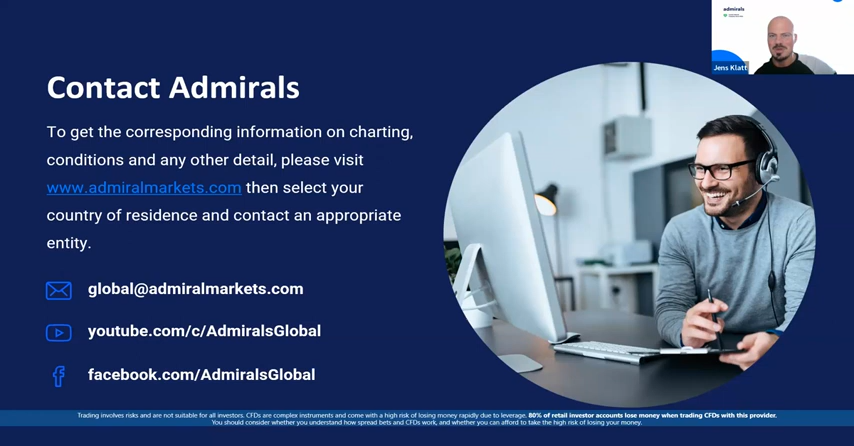 admirals
Jens Klatt
Contact Admirals
To get the corresponding information on charting,
conditions and any other detail, please visit
www.admiralmarkets.com then select your
country of residence and contact an appropriate
entity.
global@admiralmarkets.com
youtube.com/c/AdmiralsGlobal
facebook.com/AdmiralsGlobal
Trading involves risks and are not suitable for all investors. CFDs are complex instruments and come with a high risk of losing money rapidly due to leverage. 80% of retail investor accounts lose money when trading CFDs with this provider.
You should consider whether you understand how spread bets and CFDs work, and whether you can afford to take the high risk of losing your money.